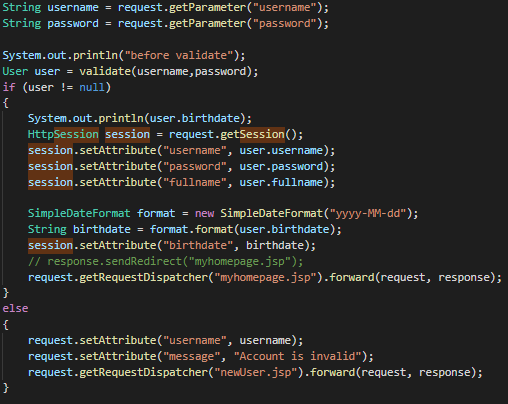 String username = request.getParameter("username");
String password = request.getParameter("password");
System.out.println("before validate");
User user = validate(username,password);
if (user != null)
{
System.out.println(user.birthdate);
HttpSession session = request.getSession();
session.setAttribute("username", user.username);
session.setAttribute("password", user.password);
session.setAttribute("fullname", user.fullname);
SimpleDateFormat format = new SimpleDateFormat("yyyy-MM-dd");
String birthdate = format.format(user.birthdate);
session.setAttribute("birthdate", birthdate);
// response.sendRedirect("myhomepage.jsp");
request.getRequestDispatcher("myhomepage.jsp").forward(request, response);
}
else
{
request.setAttribute("username", username);
request.setAttribute("message", "Account is invalid");
request.getRequestDispatcher("newUser.jsp").forward(request, response);
}